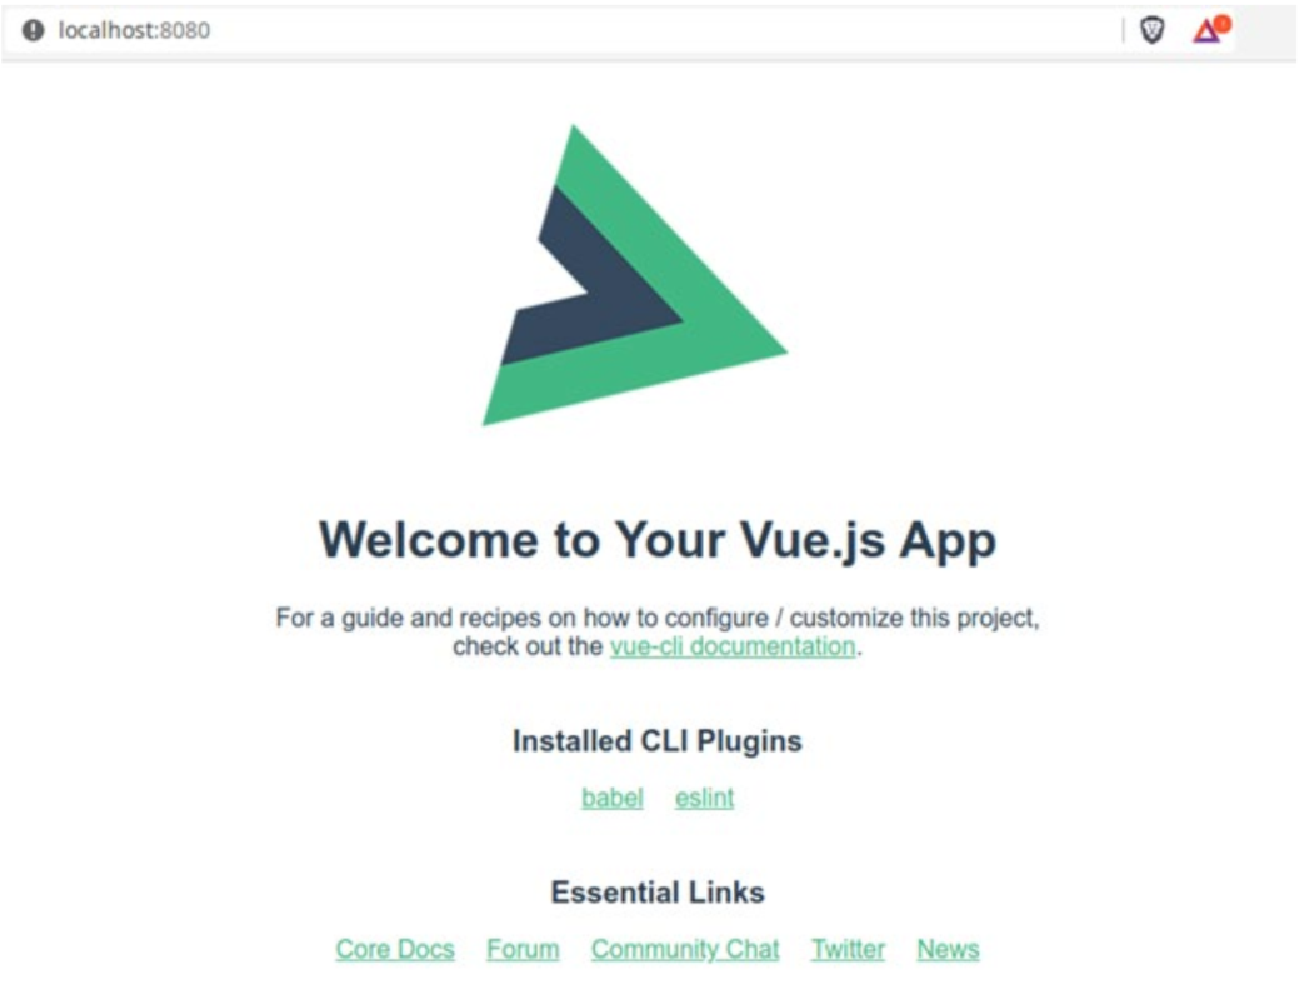 localhost:8080
Welcome to Your Vue.js App
For a guide and recipes on how to configure / customize this project,
check out the vue-cli documentation.
Installed CLI Plugins
babel eslint
Essential Links
Core Docs Forum Community Chat Twitter News